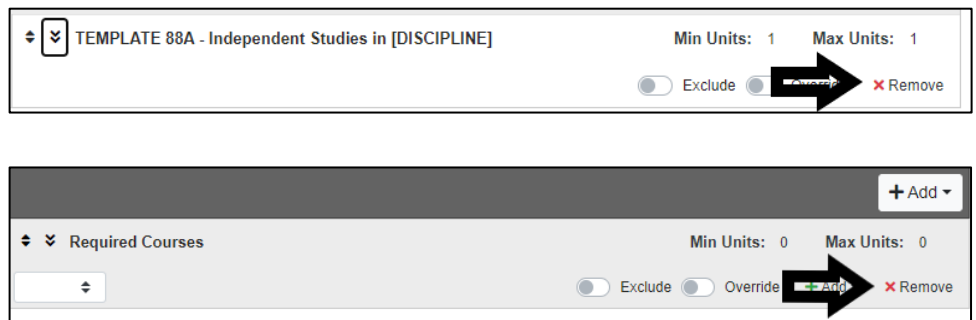 TEMPLATE 88A - Independent Studies in [DISCIPLINE] Min Units: 1 Max Units: 1
Exclude Override Remove
Add
Required Courses Min Units: 0 Max Units: 0
Exclude Override Add Remove